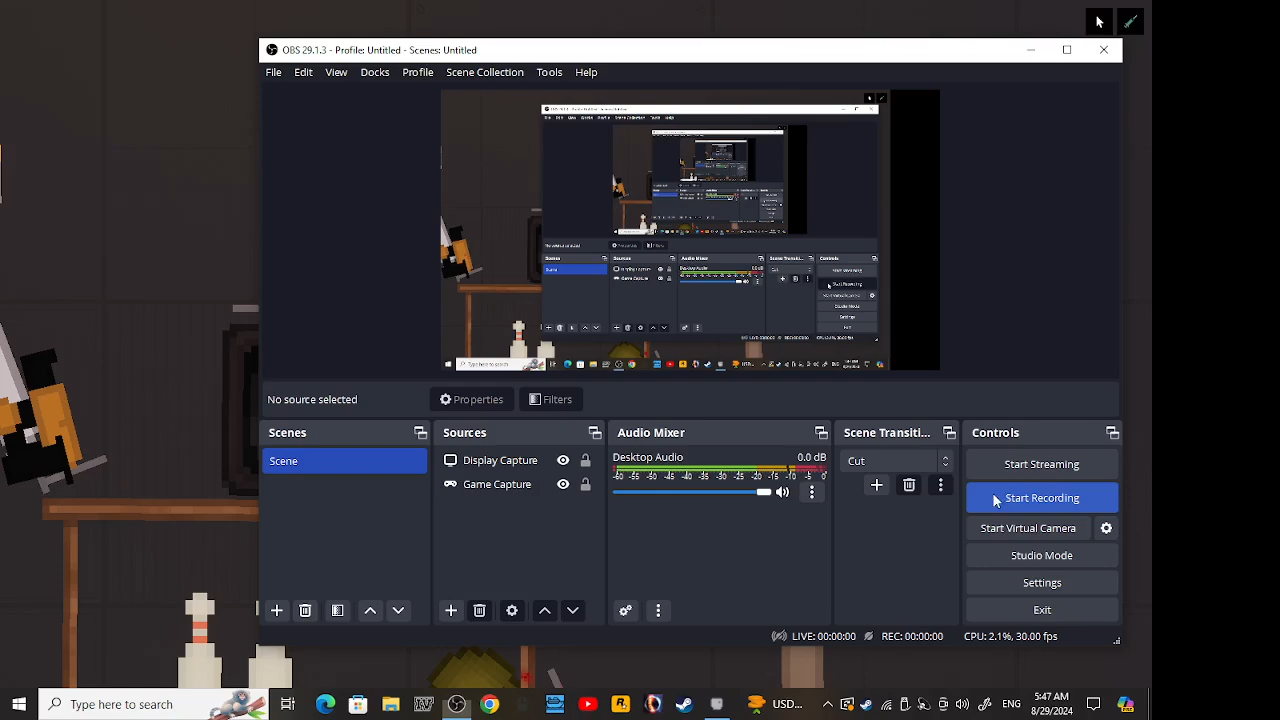 OBS 29.1.3 - Profile: Untitled - Scenes: Untitled
File Edit View Docks Profile Scene Collection Tools Help
No source selected Properties Filters
Scenes Sources Audio Mixer Scene Transiti... Controls
Scene
Display Capture
Game Capture
Desktop Audio 0.0 dB
-60 -55 -50 -45 -40 -35 -30 -25 -20 -15 -10 -5 0
Cut
Start Streaming
Start Recording
Start Virtual Camera
Studio Mode
Settings
Exit
LIVE: 00:00:00 REC: 00:00:00 CPU: 2.1%, 30.00 fps
Type here to search
USD...
ENG
5:47 AM
8/29/2024